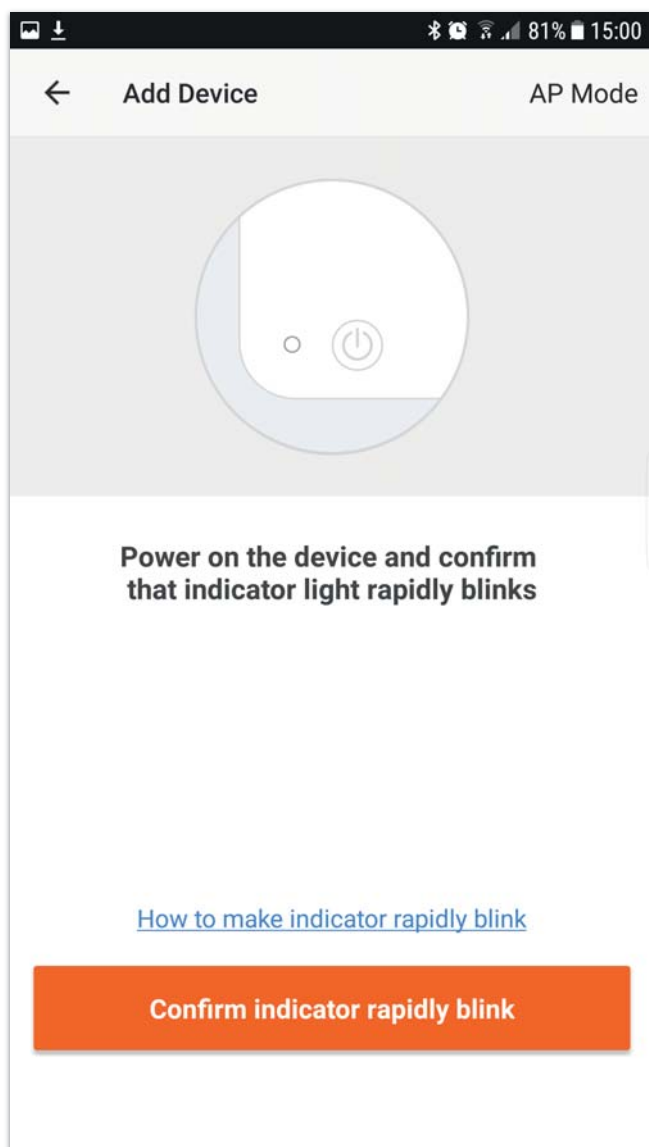 81% 15:00
Add Device AP Mode
Power on the device and confirm
that indicator light rapidly blinks
How to make indicator rapidly blink
Confirm indicator rapidly blink